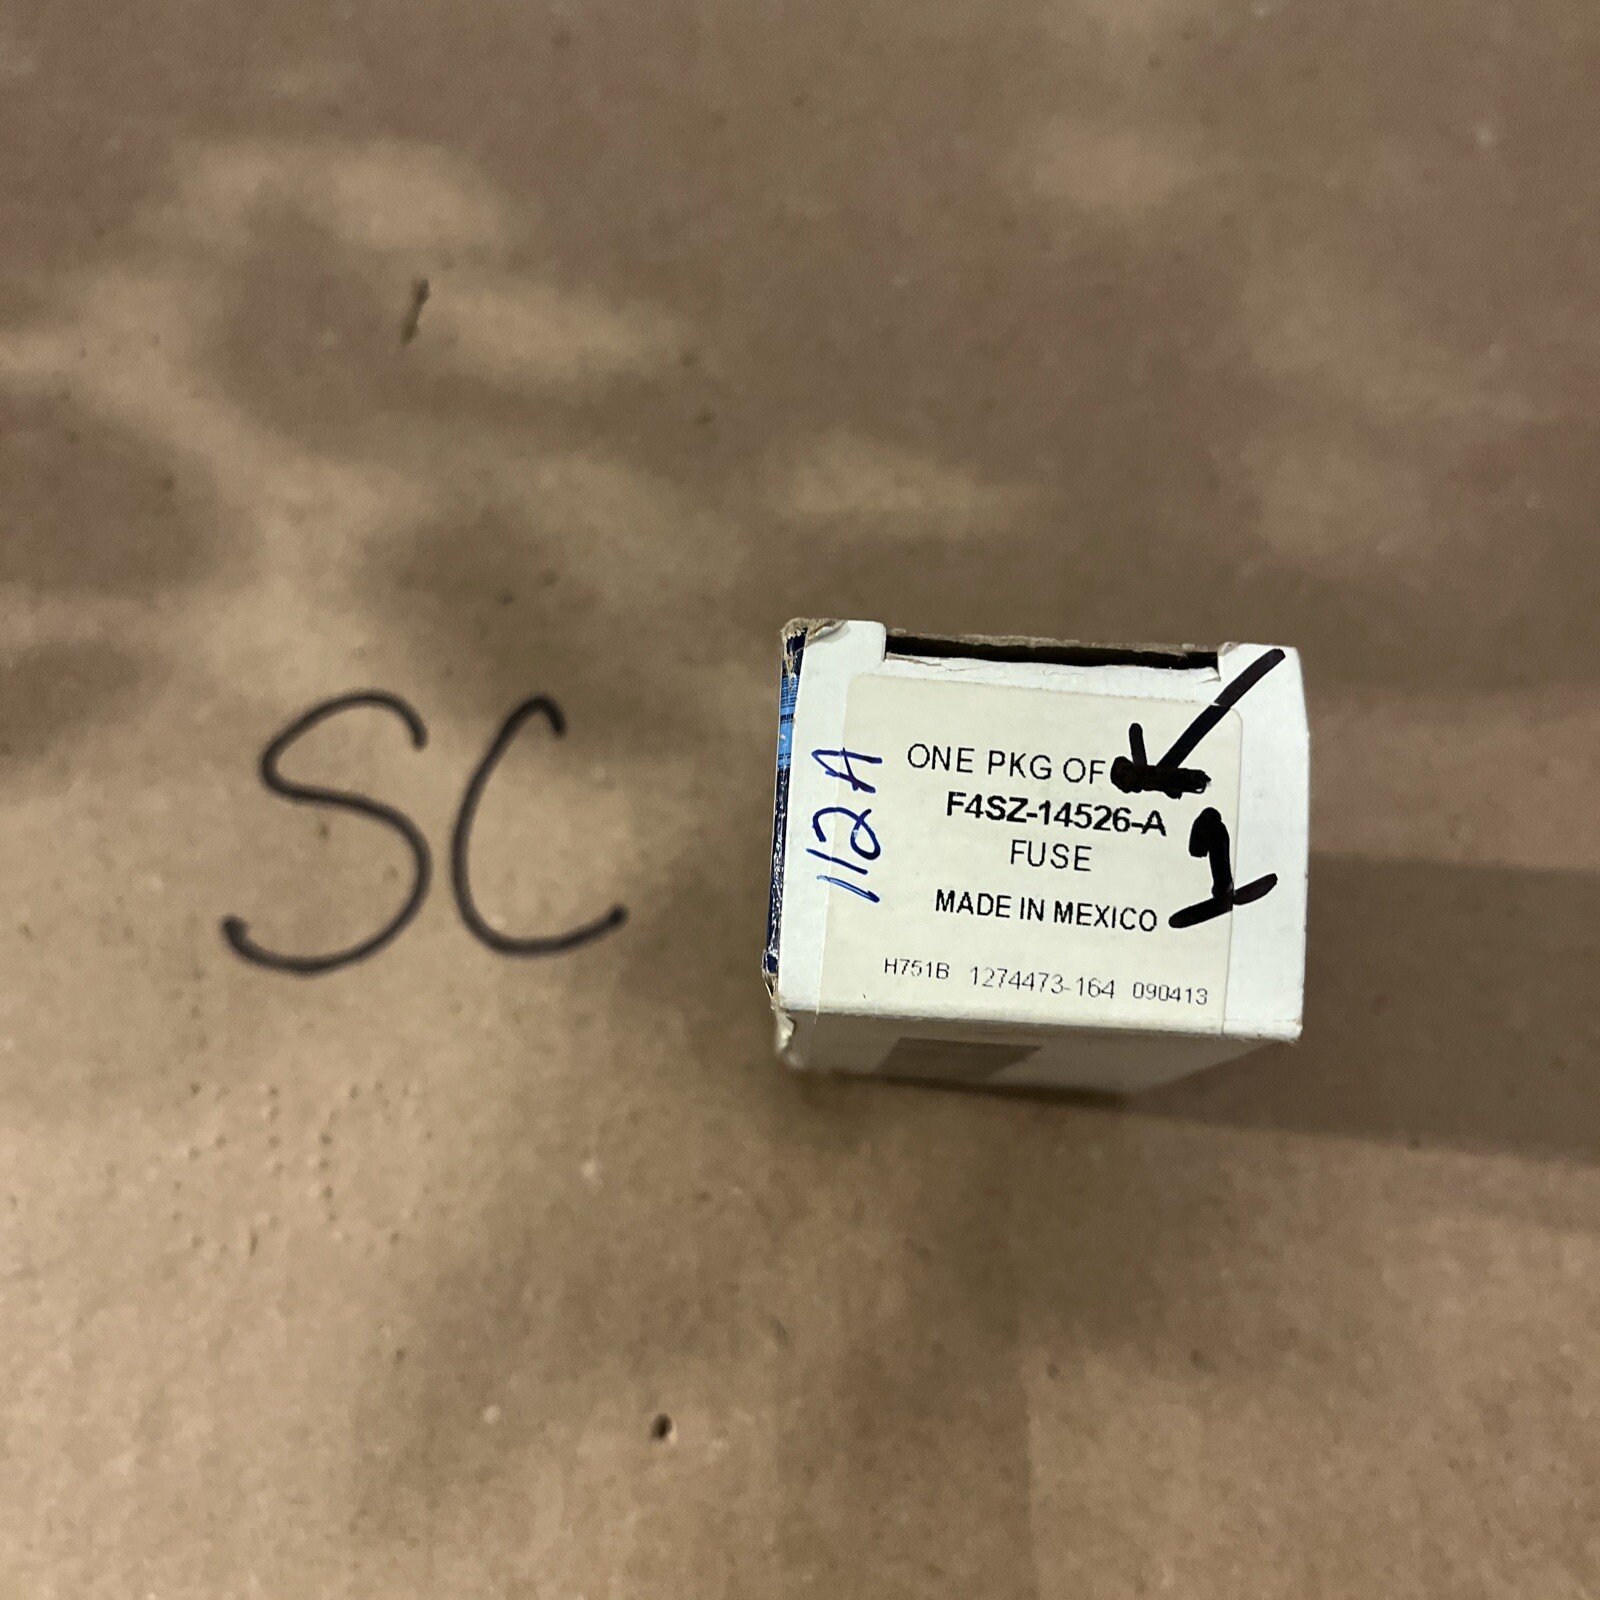 SC
112A
ONE PKG OF
F4SZ-14526-A
FUSE
1
MADE IN MEXICO
H751B 1274473-164 090413